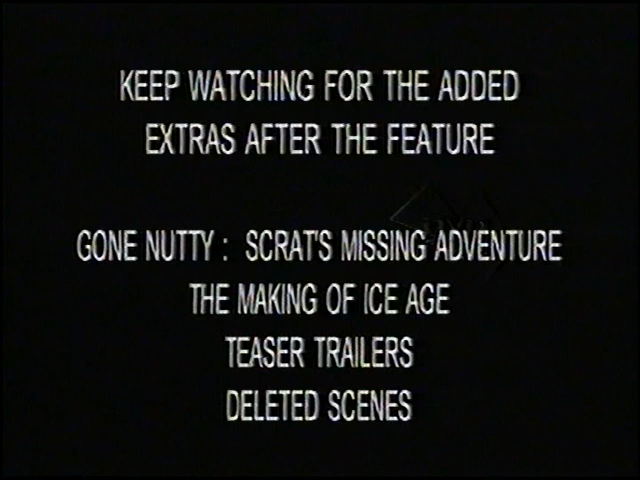 KEEP WATCHING FOR THE ADDED
EXTRAS AFTER THE FEATURE
GONE NUTTY : SCRAT'S MISSING ADVENTURE
THE MAKING OF ICE AGE
TEASER TRAILERS
DELETED SCENES